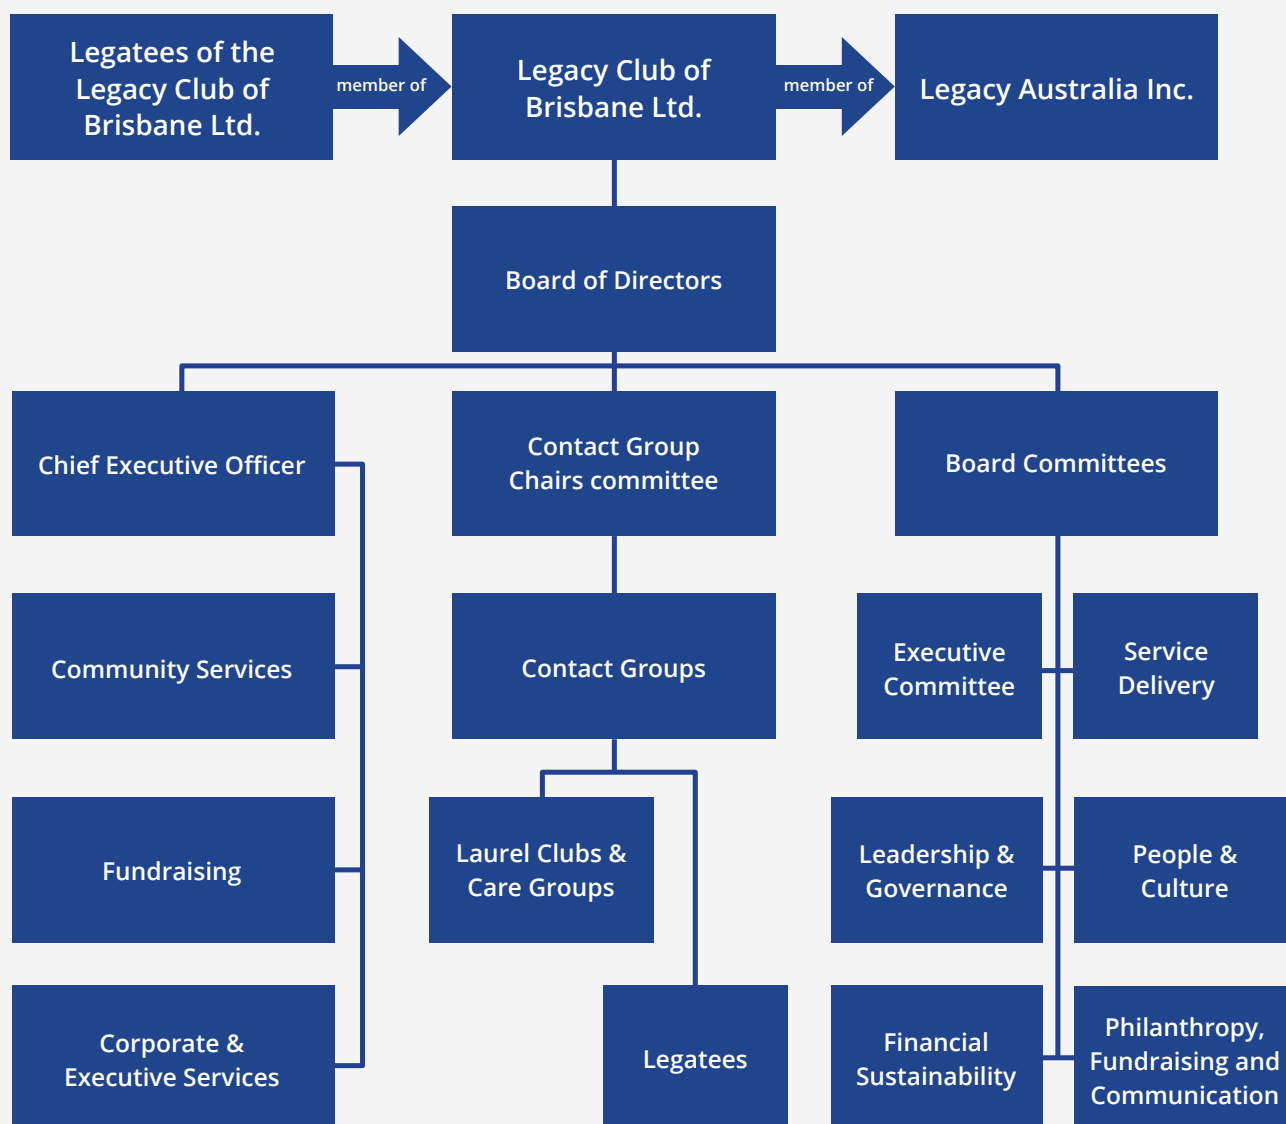 Legatees of the
Legacy Club of
Brisbane Ltd.
member of
Legacy Club of
Brisbane Ltd.
member of
Legacy Australia Inc.
Board of Directors
Chief Executive Officer
Contact Group
Chairs committee
Board Committees
Community Services
Contact Groups
Executive
Committee
Service
Delivery
Fundraising
Laurel Clubs &
Care Groups
Leadership &
Governance
People &
Culture
Corporate &
Executive Services
Legatees
Financial
Sustainability
Philanthropy,
Fundraising and
Communication